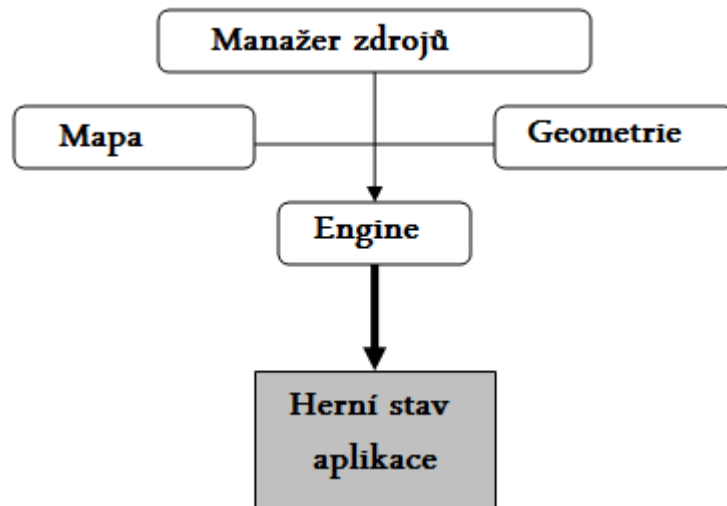 Manažer zdrojů
Mapa
Geometrie
Engine
Herní stav
aplikace